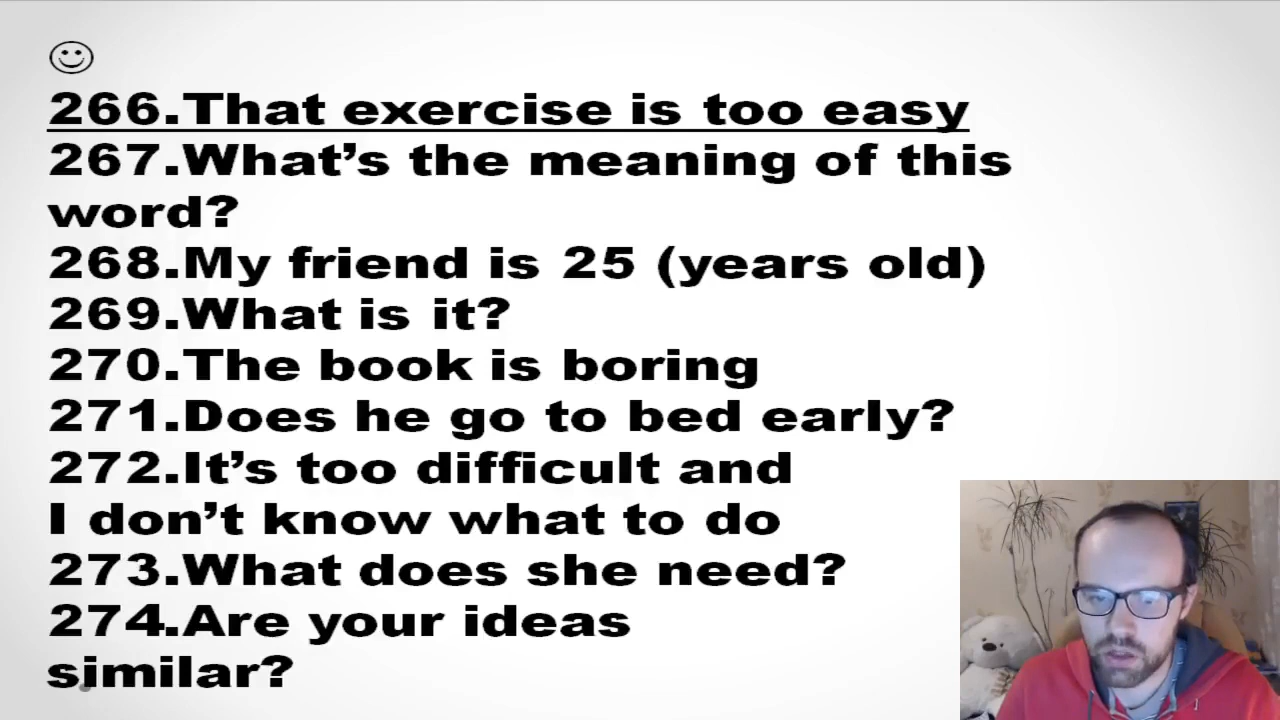 266.That exercise is too easy
267.What’s the meaning of this
word?
268.My friend is 25 (years old)
269.What is it?
270.The book is boring
271.Does he go to bed early?
272.It’s too difficult and
I don’t know what to do
273.What does she need?
274.Are your ideas
similar?